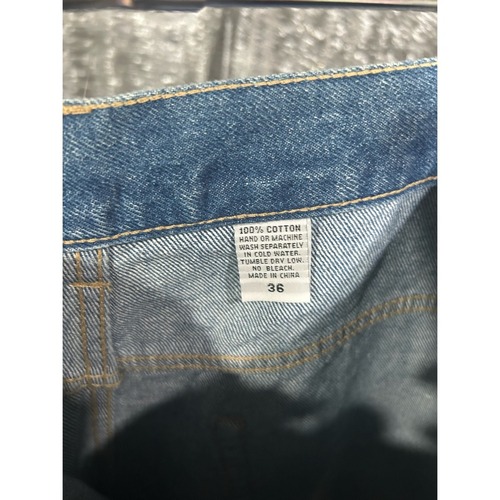 100% COTTON
HAND OR MACHINE
WASH SEPARATELY
IN COLD WATER.
TUMBLE DRY LOW.
NO BLEACH.
MADE IN CHINA
36